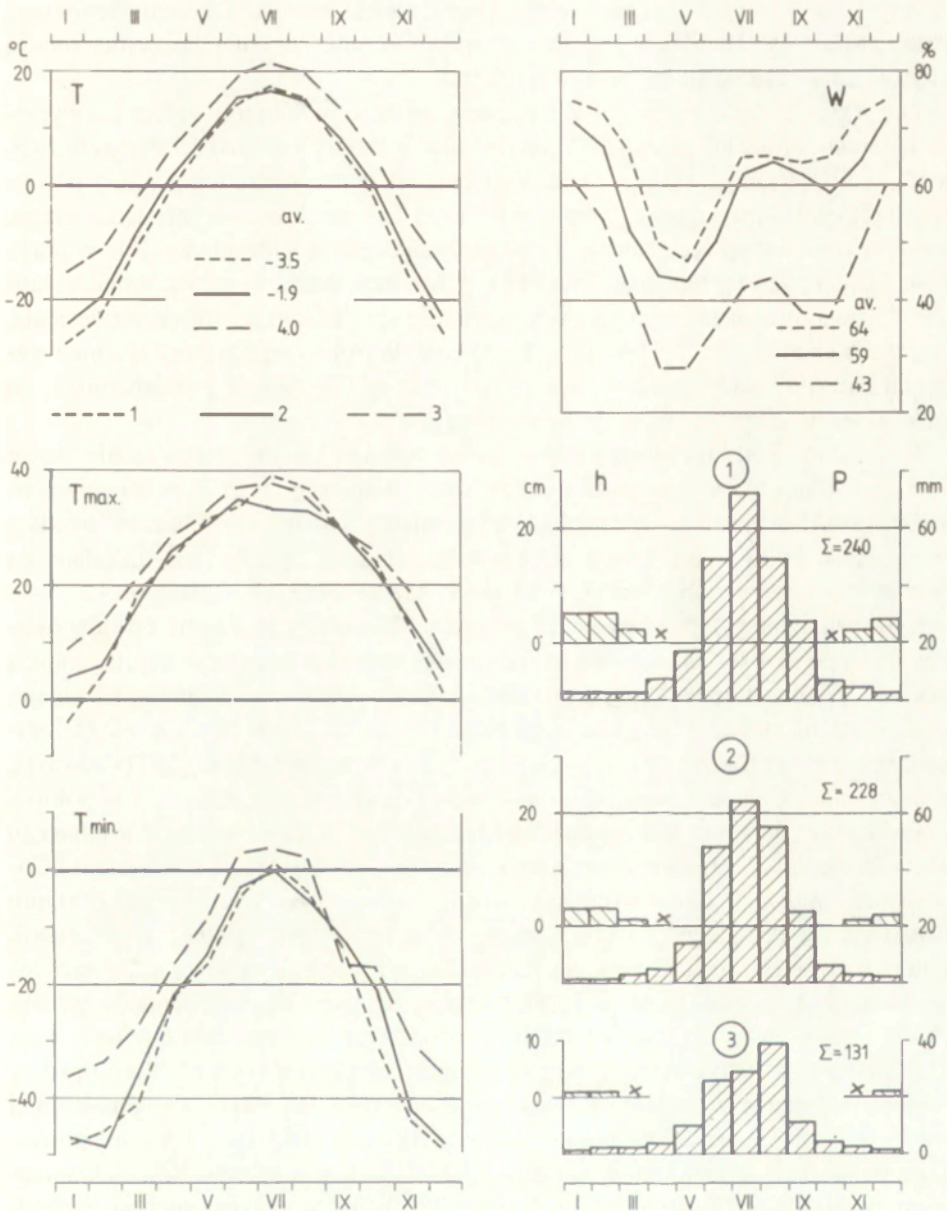 I III V VII IX XI
I III V VII IX XI
°C
%
20
T
0
-20
av.
-3.5
-1.9
4.0
80
W
60
40
20
av.
64
59
43
1 2 3
40
Tmax.
20
0
1
cm h P mm
20
60
Σ=240
0 x x 20
2
20
60
Σ=228
0 x x 20
Tmin.
0
-20
-40
3
10
40
Σ=131
0 x x
0
I III V VII IX XI
I III V VII IX XI